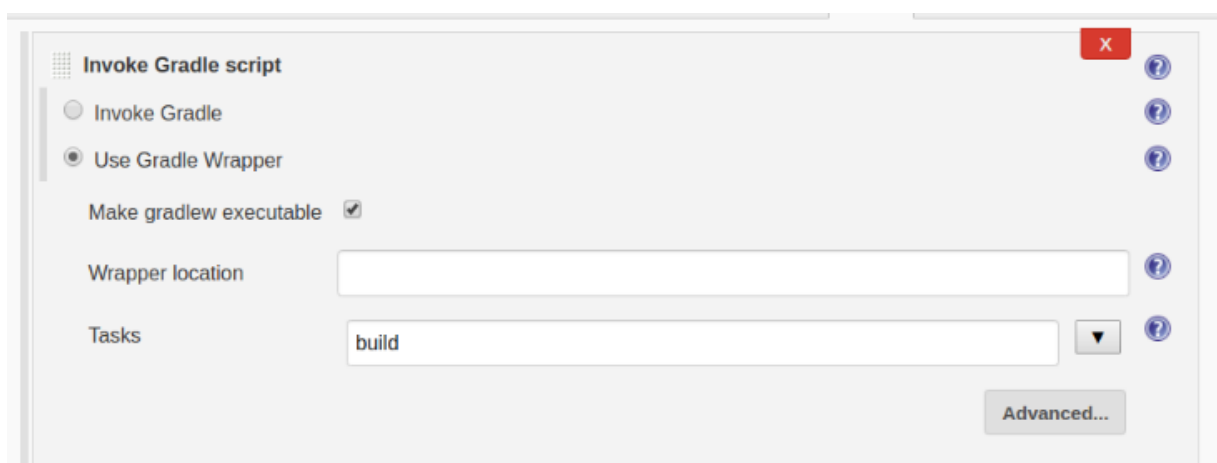 X
Invoke Gradle script
Invoke Gradle
Use Gradle Wrapper
Make gradlew executable
Wrapper location
Tasks
build
Advanced...